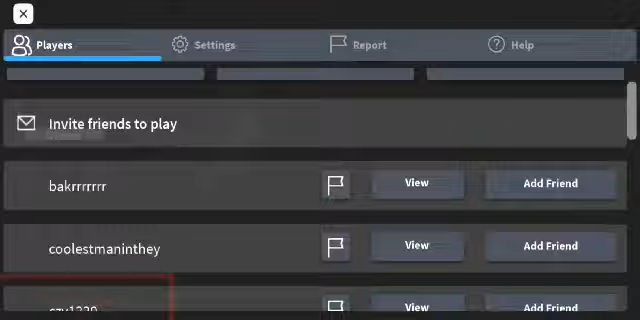 Players Settings Report Help
Invite friends to play
bakrrrrrrr View Add Friend
coolestmaninthey View Add Friend
View Add Friend